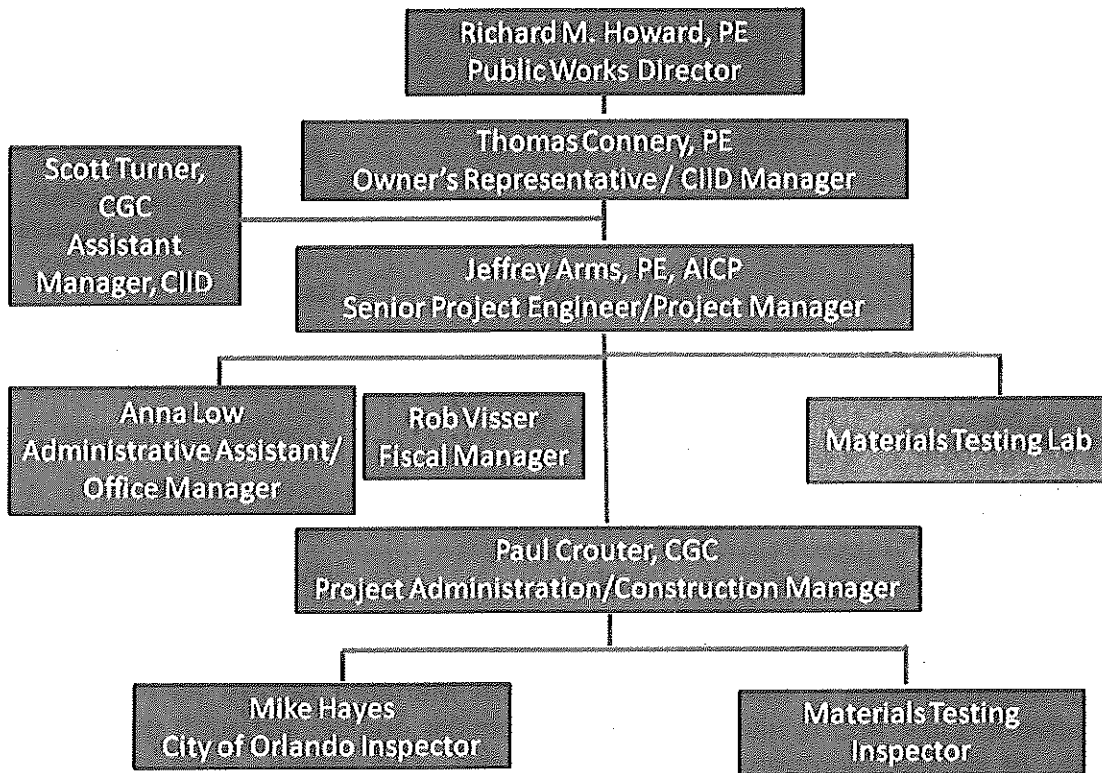 Richard M. Howard, PE
Public Works Director
Thomas Connery, PE
Owner's Representative / CIID Manager
Scott Turner,
CGC
Assistant
Manager, CIID
Jeffrey Arms, PE, AICP
Senior Project Engineer/Project Manager
Anna Low
Administrative Assistant/
Office Manager
Rob Visser
Fiscal Manager
Materials Testing Lab
Paul Crouter, CGC
Project Administration/Construction Manager
Mike Hayes
City of Orlando Inspector
Materials Testing
Inspector